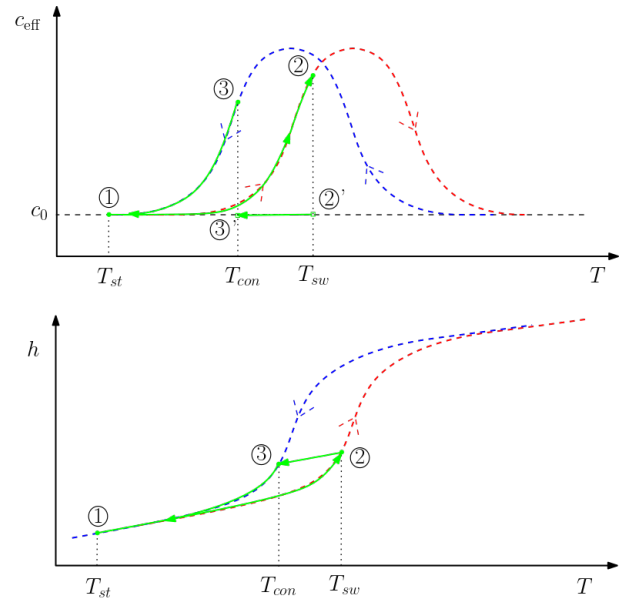 c_eff
③
②
①
c_0
③'
②'
T_st
T_con
T_sw
T
h
③
②
①
T_st
T_con
T_sw
T